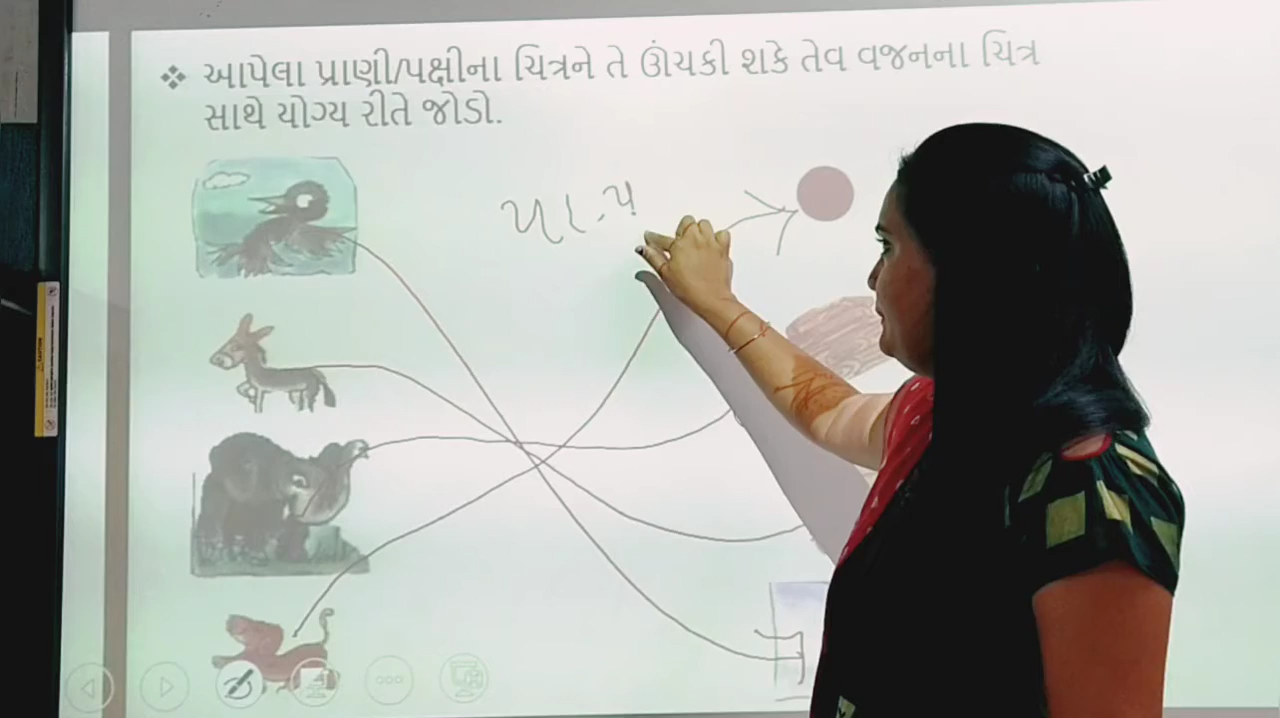 ❖ આપેલા પ્રાણી/પક્ષીના ચિત્રને તે ઊંચકી શકે તેવ વજનના ચિત્ર
સાથે યોગ્ય રીતે જોડો.